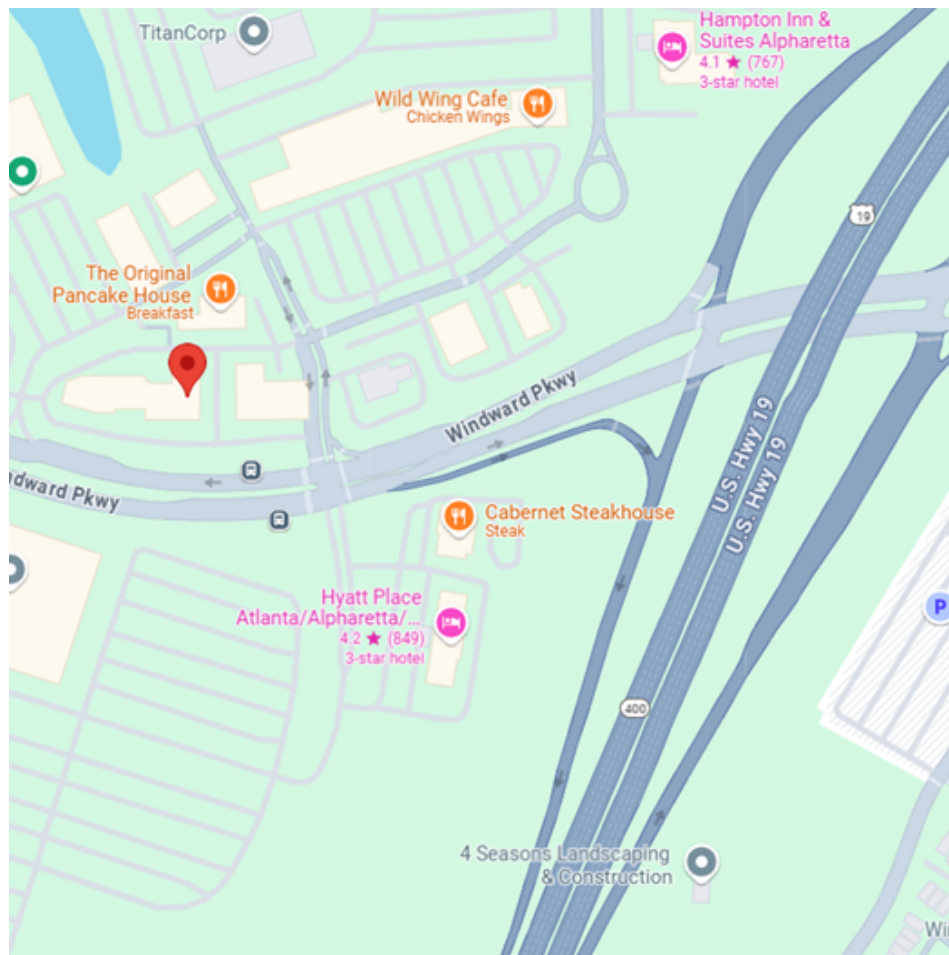 TitanCorp
Hampton Inn &
Suites Alpharetta
4.1 ★ (767)
3-star hotel
Wild Wing Cafe
Chicken Wings
19
The Original
Pancake House
Breakfast
Windward Pkwy
U.S. Hwy 19
U.S. Hwy 19
ndward Pkwy
Cabernet Steakhouse
Steak
Hyatt Place
Atlanta/Alpharetta/...
4.2 ★ (849)
3-star hotel
P
400
4 Seasons Landscaping
& Construction
Wi